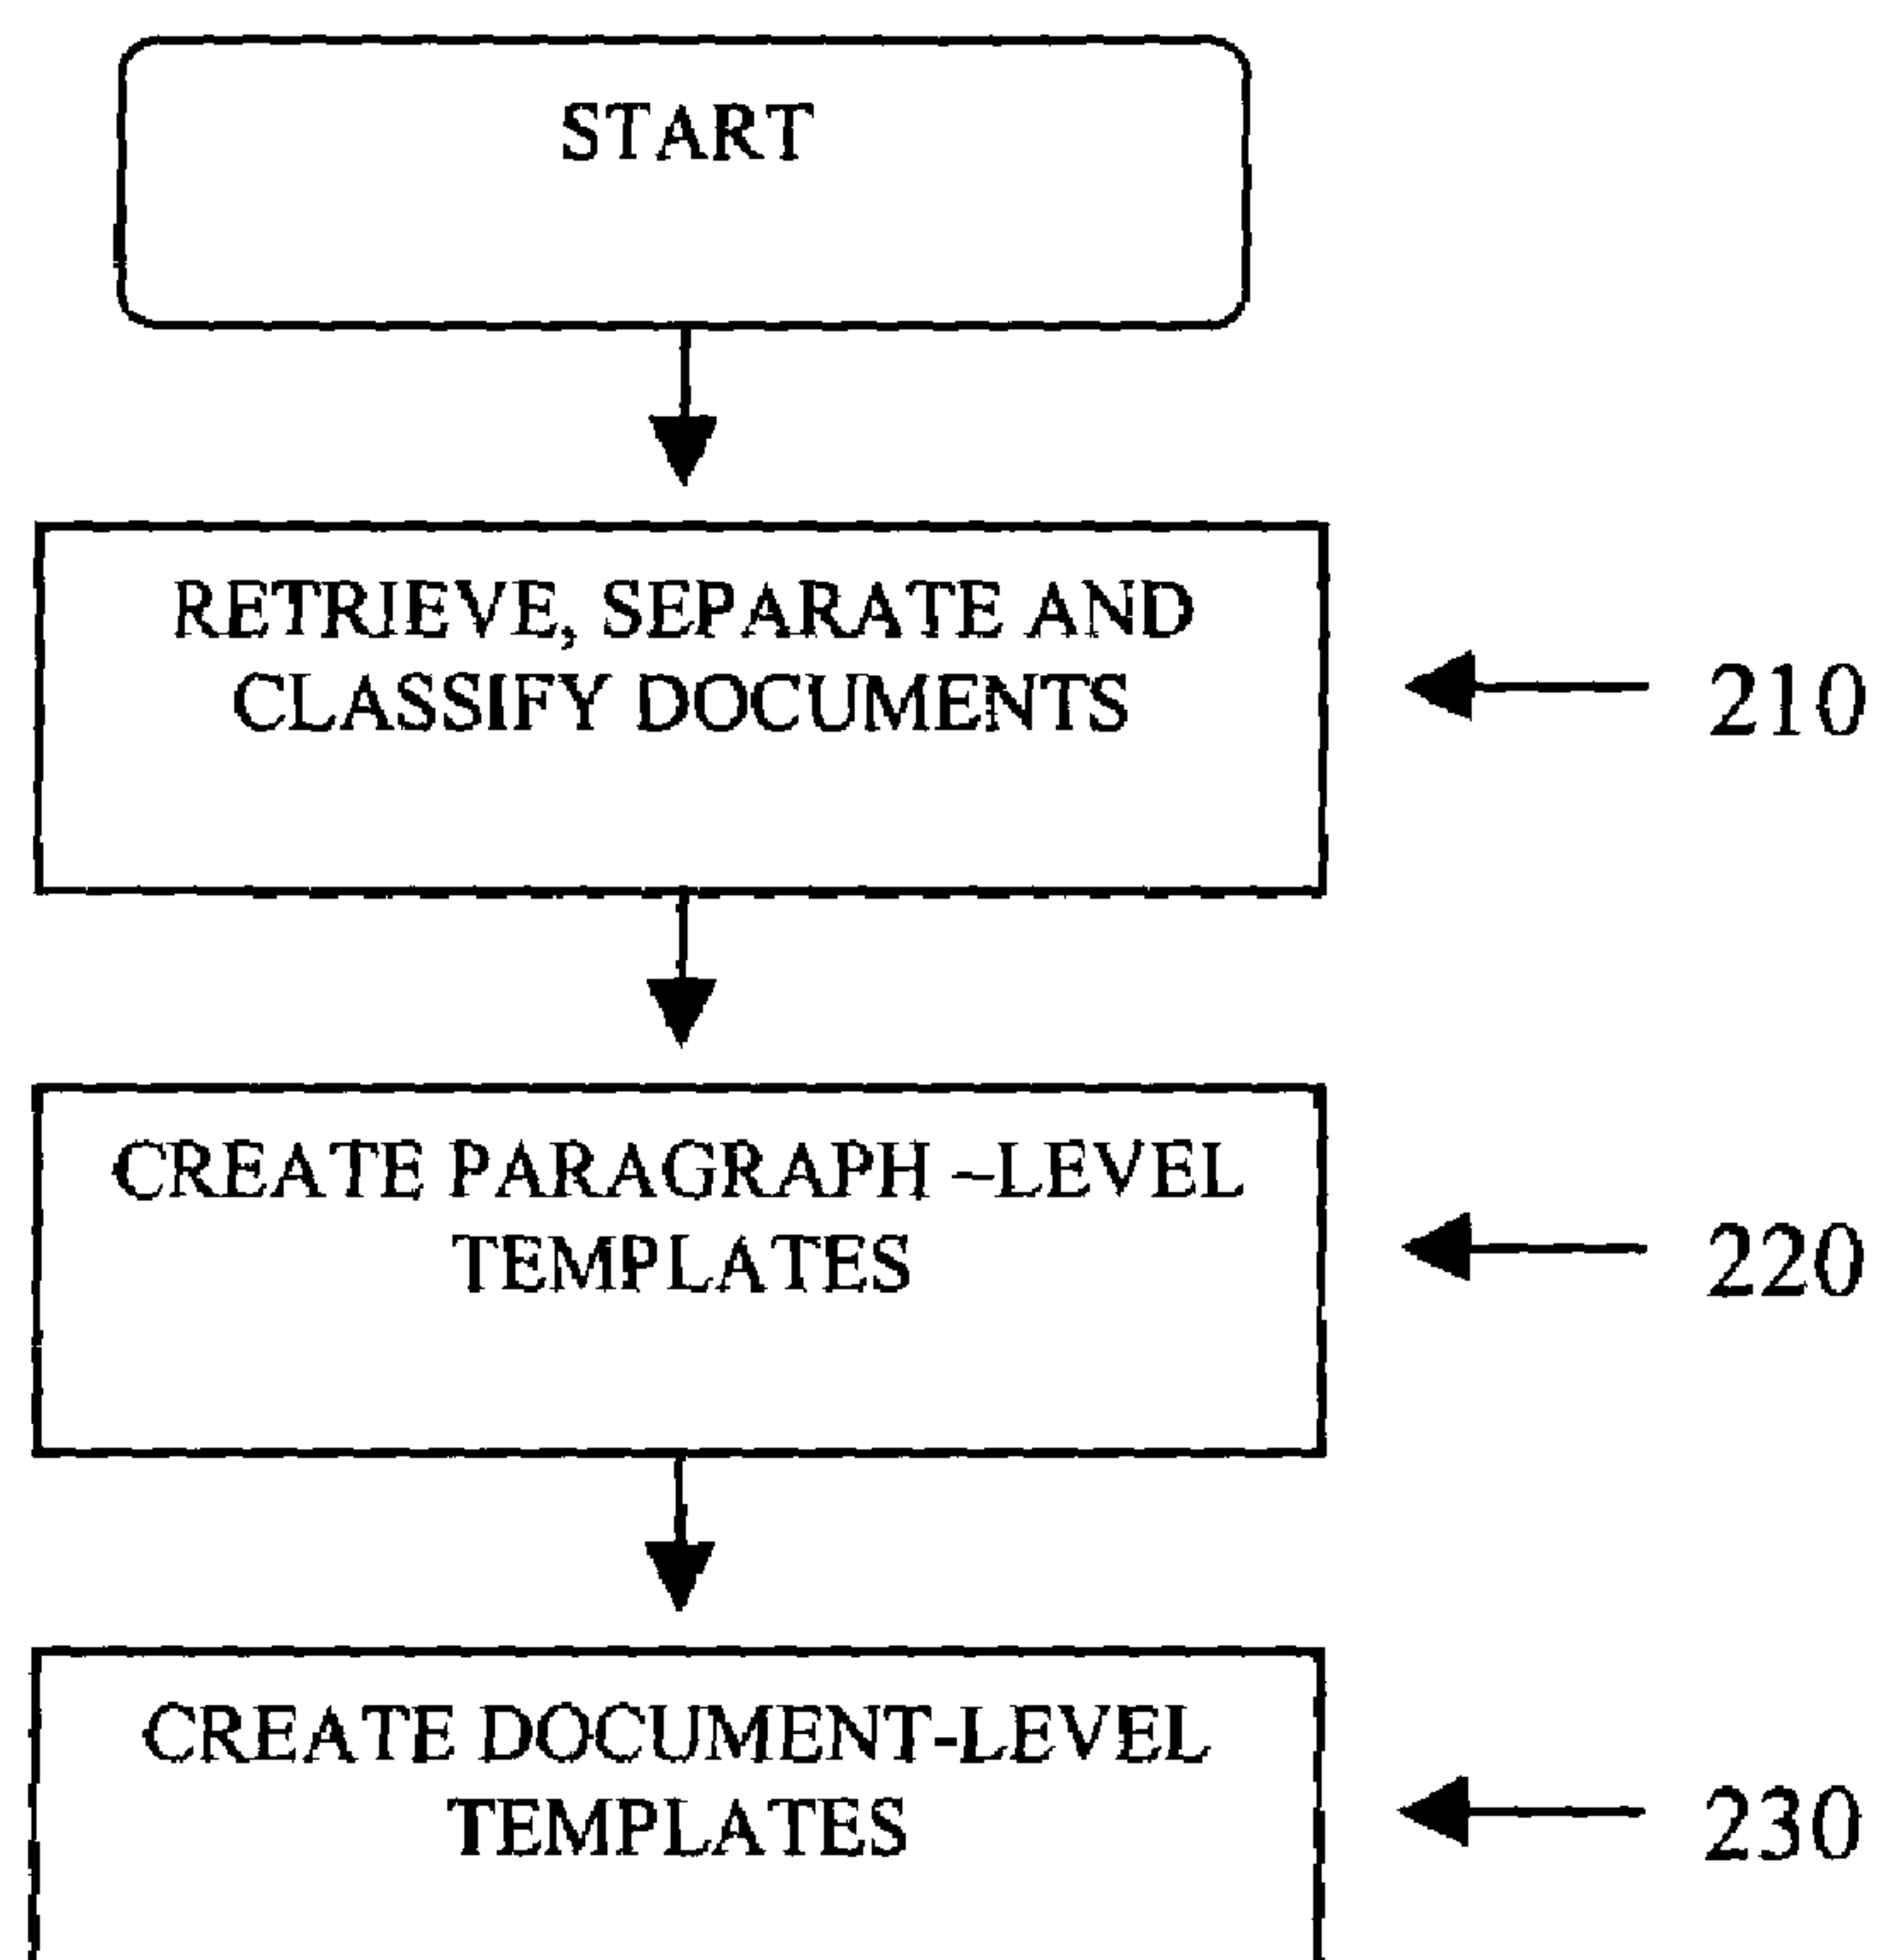 START
RETRIEVE, SEPARATE AND
CLASSIFY DOCUMENTS
210
CREATE PARAGRAPH –LEVEL
TEMPLATES
220
CREATE DOCUMENT-LEVEL
TEMPLATES
230